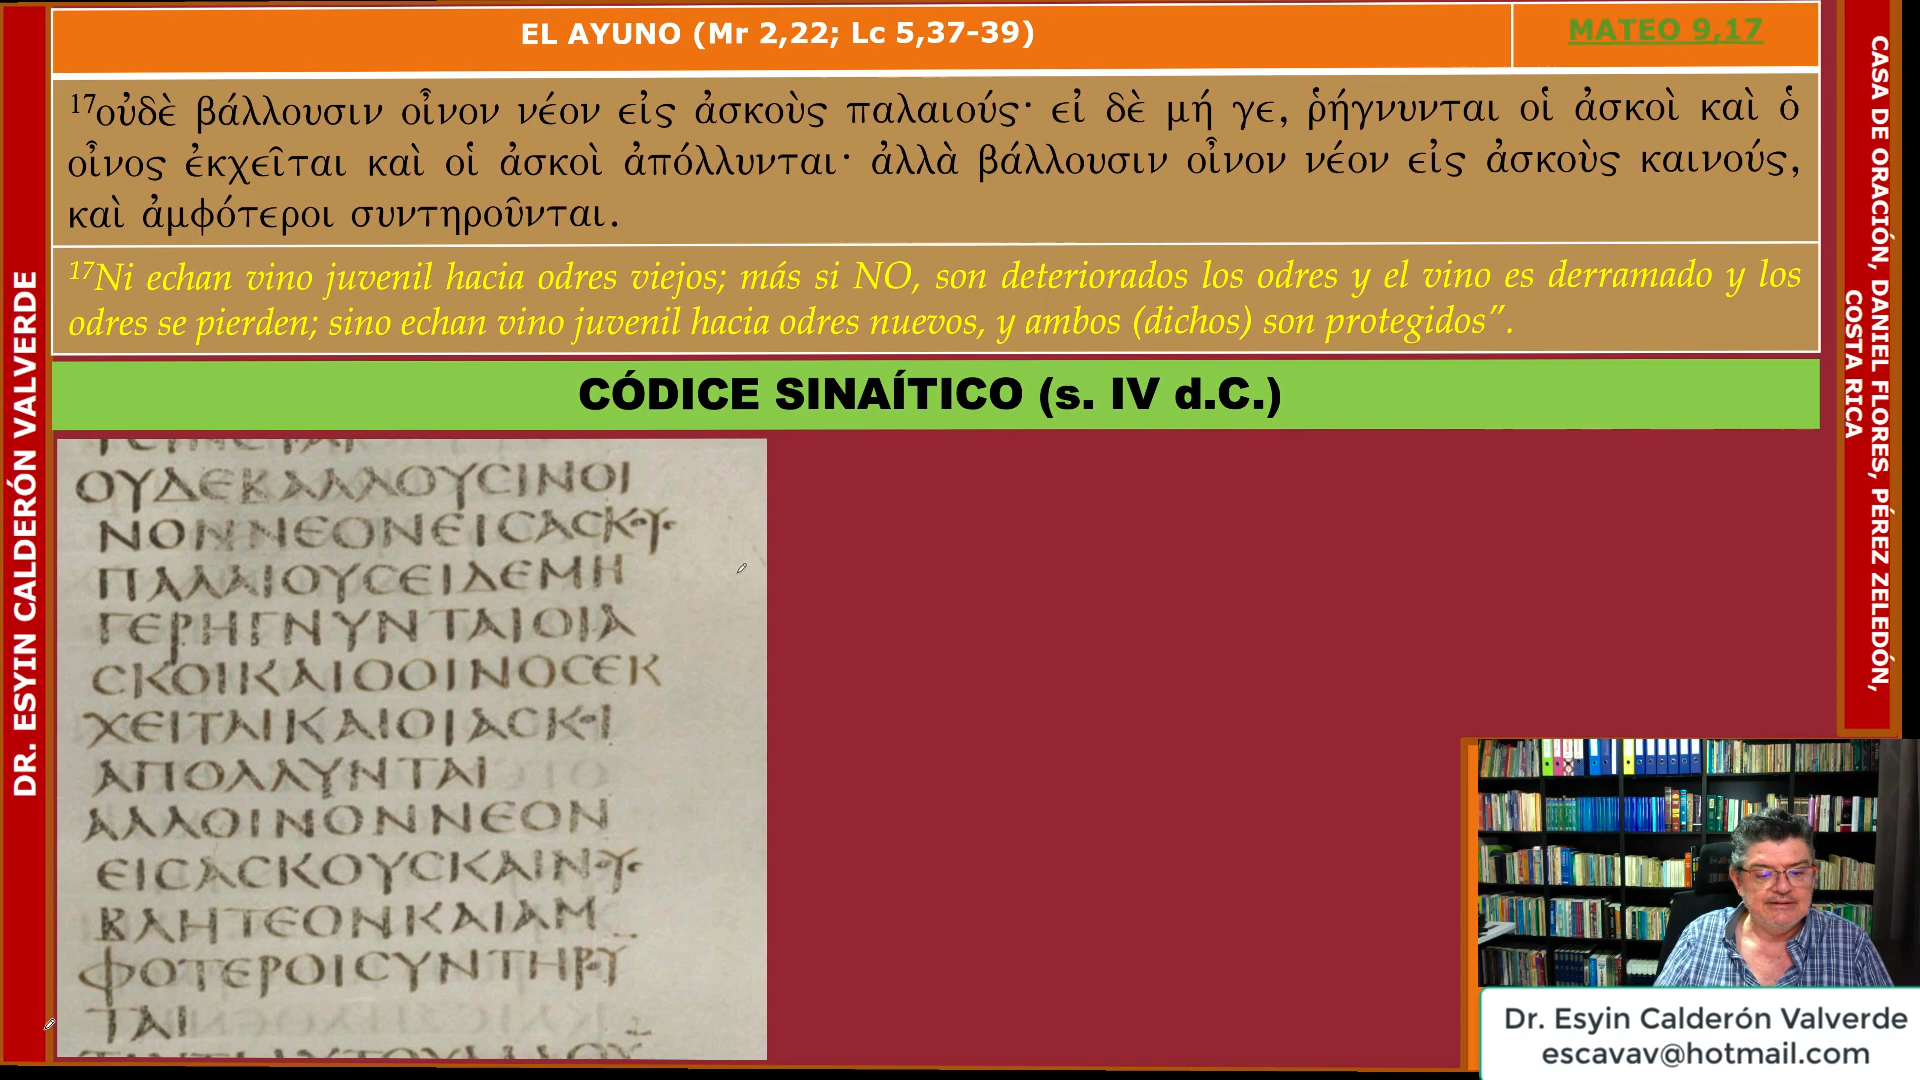 EL AYUNO (Mr 2,22; Lc 5,37-39)
MATEO 9,17
¹⁷οὐδὲ βάλλουσιν οἶνον νέον εἰς ἀσκοὺς παλαιούς· εἰ δὲ μή γε, ῥήγνυνται οἱ ἀσκοὶ καὶ ὁ
οἶνος ἐκχεῖται καὶ οἱ ἀσκοὶ ἀπόλλυνται· ἀλλὰ βάλλουσιν οἶνον νέον εἰς ἀσκοὺς καινούς,
καὶ ἀμφότεροι συντηροῦνται.
¹⁷Ni echan vino juvenil hacia odres viejos; más si NO, son deteriorados los odres y el vino es derramado y los
odres se pierden; sino echan vino juvenil hacia odres nuevos, y ambos (dichos) son protegidos”.
CÓDICE SINAÍTICO (s. IV d.C.)
ΟΥΔΕΒΑΛΛΟΥϹΙΝΟΙ
ΝΟΝΝΕΟΝΕΙϹΑϹΚΟΥ
ΠΑΛΑΙΟΥϹΕΙΔΕΜΗ
ΓΕΡΗΓΝΥΝΤΑΙΟΙΑ
ϹΚΟΙΚΑΙΟΟΙΝΟϹΕΚ
ΧΕΙΤΑΙΚΑΙΟΙΑϹΚΟΙ
ΑΠΟΛΛΥΝΤΑΙ
ΑΛΛΟΙΝΟΝΝΕΟΝ
ΕΙϹΑϹΚΟΥϹΚΑΙΝΟΥ
ΒΛΗΤΕΟΝΚΑΙΑΜ
ΦΟΤΕΡΟΙϹΥΝΤΗΡΟΥ
ΤΑΙ
DR. ESYIN CALDERÓN VALVERDE
CASA DE ORACIÓN, DANIEL FLORES, PÉREZ ZELEDÓN,
COSTA RICA
Dr. Esyin Calderón Valverde
escavav@hotmail.com